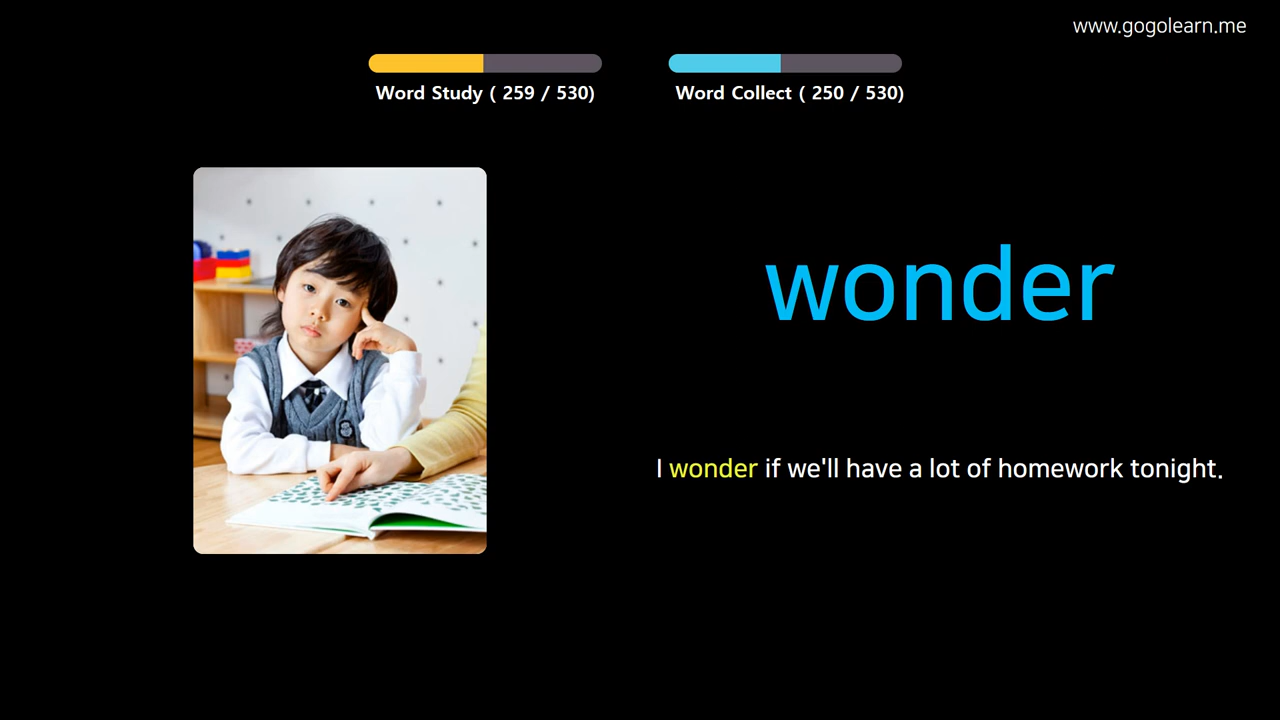 www.gogolearn.me
Word Study ( 259 / 530)
Word Collect ( 250 / 530)
wonder
I wonder if we'll have a lot of homework tonight.